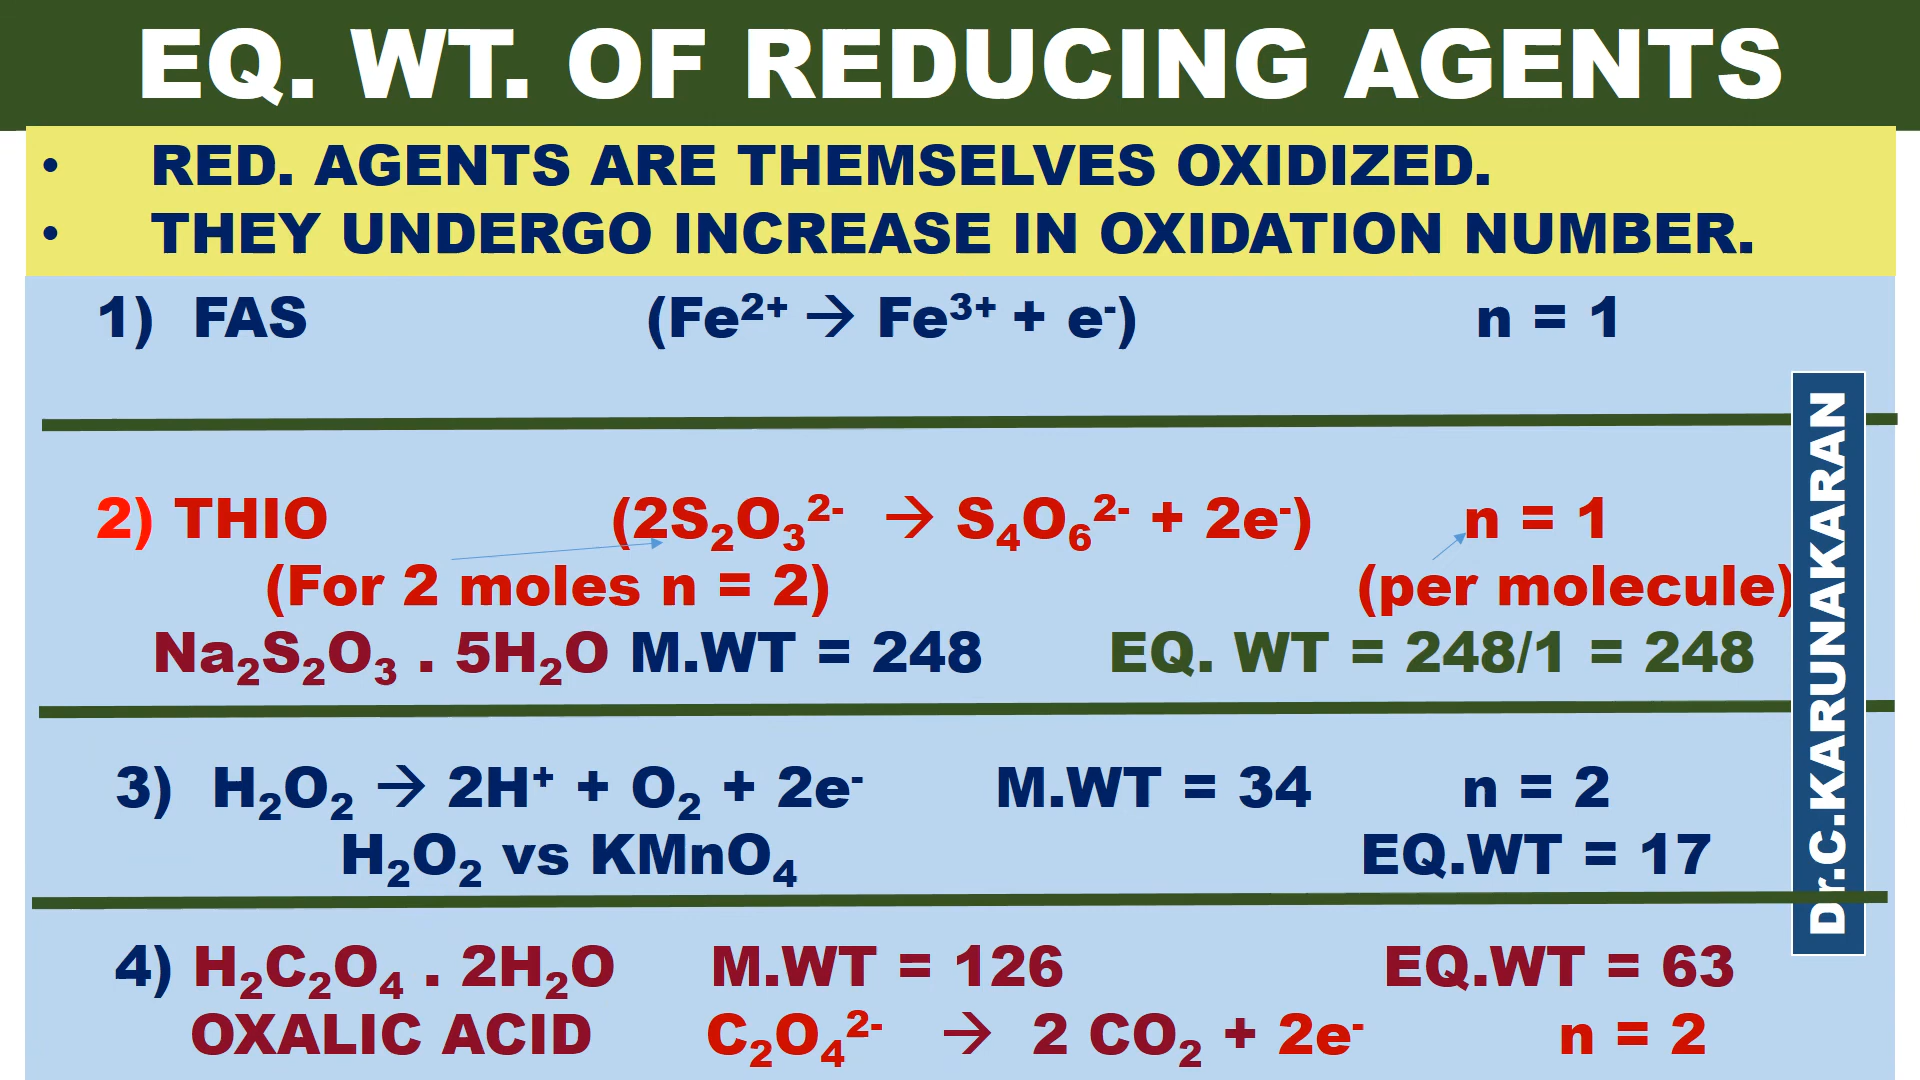 EQ. WT. OF REDUCING AGENTS
• RED. AGENTS ARE THEMSELVES OXIDIZED.
• THEY UNDERGO INCREASE IN OXIDATION NUMBER.
1) FAS (Fe²⁺ → Fe³⁺ + e⁻) n = 1
2) THIO (2S₂O₃²⁻ → S₄O₆²⁻ + 2e⁻) n = 1
(For 2 moles n = 2) (per molecule)
Na₂S₂O₃ . 5H₂O M.WT = 248 EQ. WT = 248/1 = 248
3) H₂O₂ → 2H⁺ + O₂ + 2e⁻ M.WT = 34 n = 2
H₂O₂ vs KMnO₄ EQ.WT = 17
4) H₂C₂O₄ . 2H₂O M.WT = 126 EQ.WT = 63
OXALIC ACID C₂O₄²⁻ → 2 CO₂ + 2e⁻ n = 2
Dr.C.KARUNAKARAN